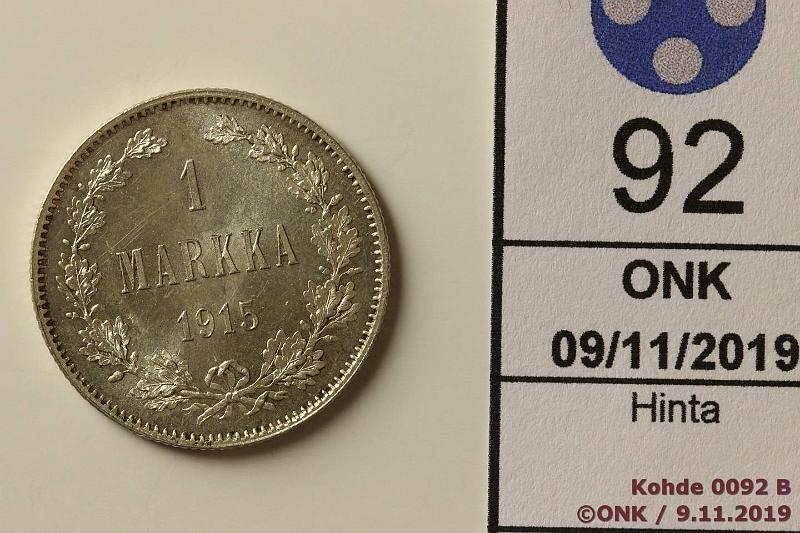 1
MARKKA
1915
92
ONK
09/11/2019
Hinta
Kohde 0092 B
©ONK / 9.11.2019